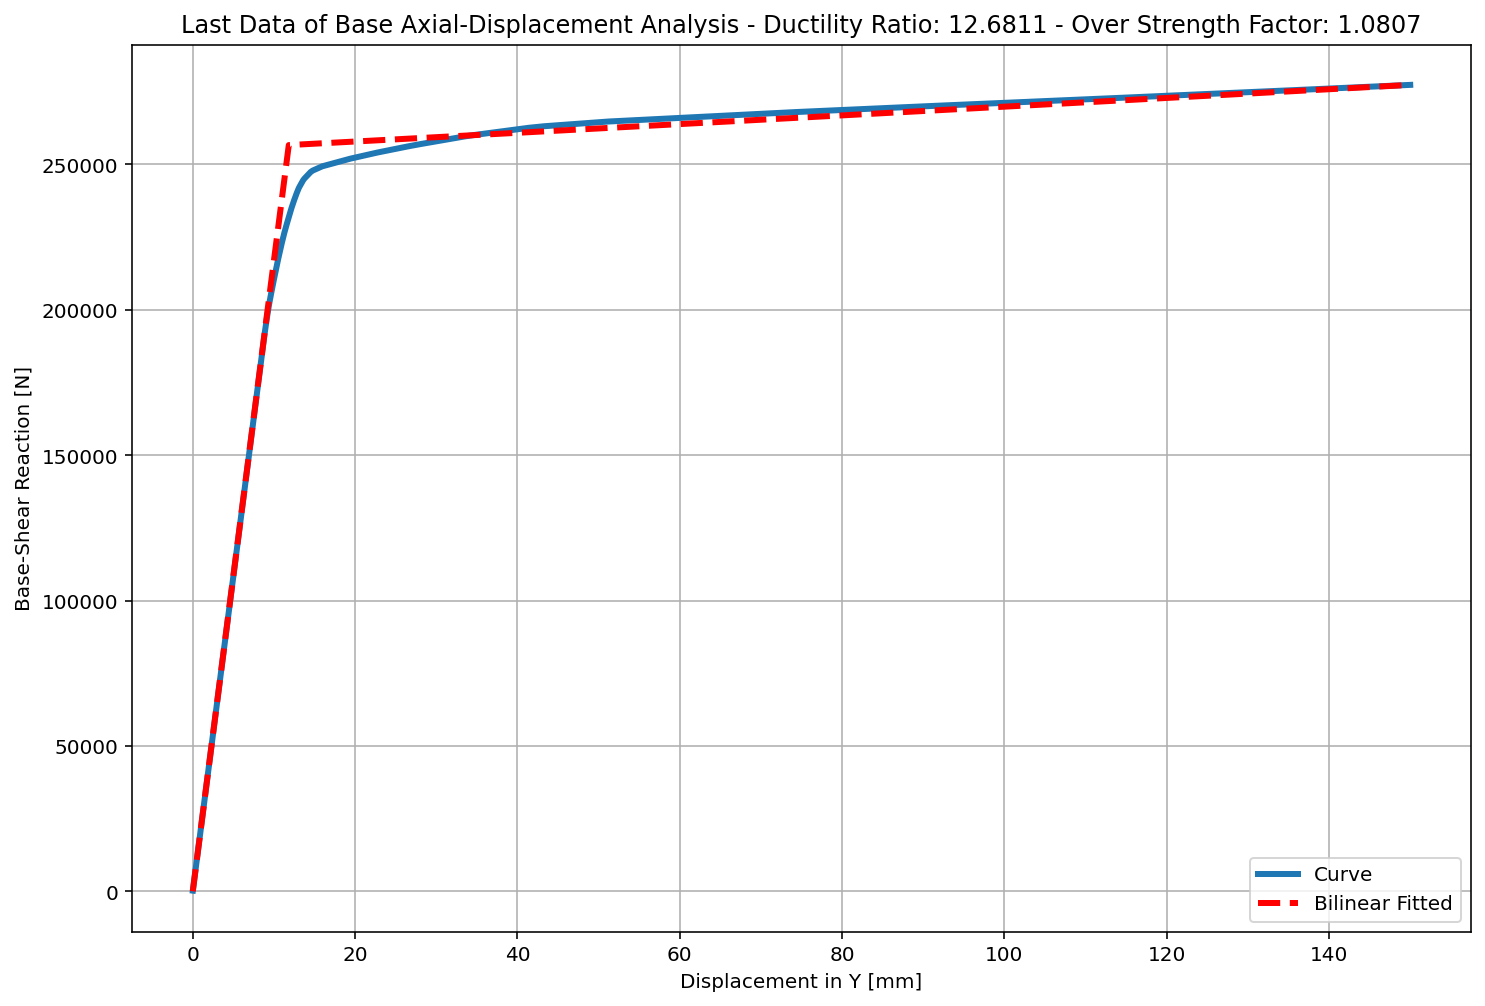 Last Data of Base Axial-Displacement Analysis - Ductility Ratio: 12.6811 - Over Strength Factor: 1.0807
Base-Shear Reaction [N]
250000
200000
150000
100000
50000
0
0 20 40 60 80 100 120 140
Displacement in Y [mm]
Curve
Bilinear Fitted